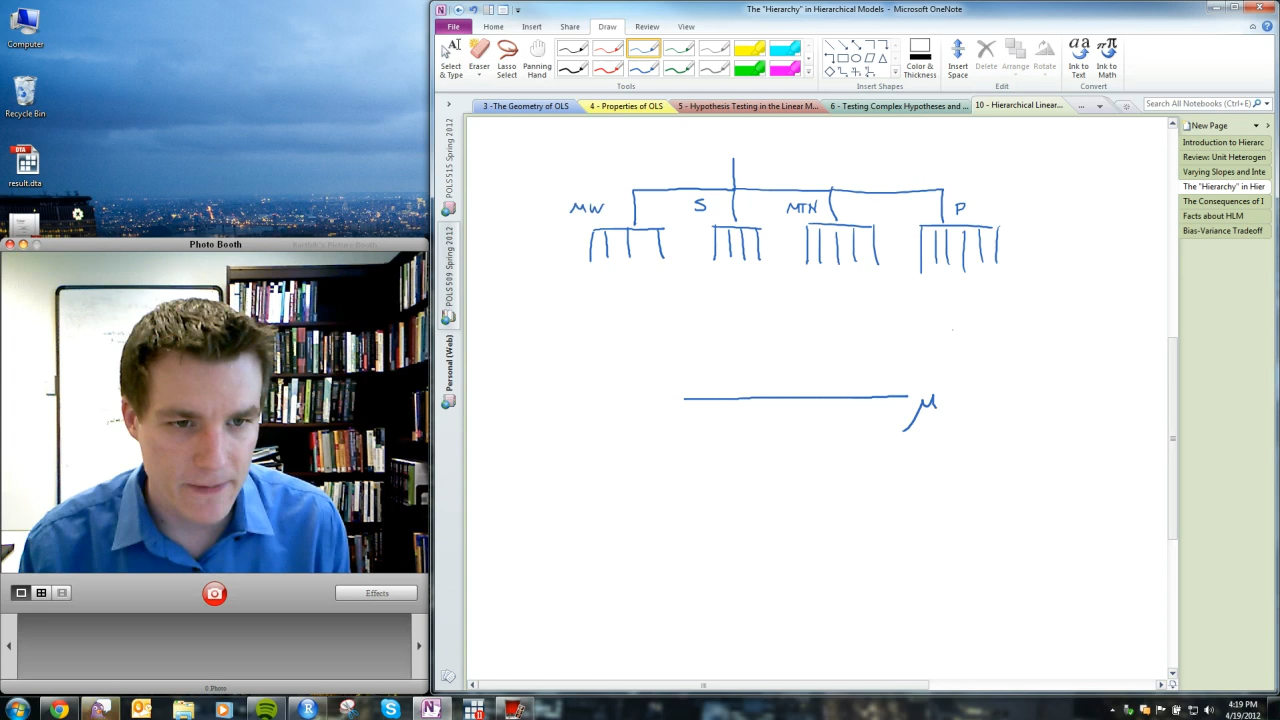 The "Hierarchy" in Hierarchical Models - Microsoft OneNote
File Home Insert Share Draw Review View
Select & Type Eraser Lasso Select Panning Hand
Color & Thickness Insert Space Delete Arrange Rotate Ink to Text Ink to Math
Tools Insert Shapes Edit Convert
3 -The Geometry of OLS 4 - Properties of OLS 5 - Hypothesis Testing in the Linear M... 6 - Testing Complex Hypotheses and ... 10 - Hierarchical Linear... ... Search All Notebooks (Ctrl+E)
Computer
Recycle Bin
result.dta
POLS 515 Spring 2012
POLS 509 Spring 2012
Personal (Web)
New Page
Introduction to Hierarc
Review: Unit Heterogen
Varying Slopes and Inte
The "Hierarchy" in Hier
The Consequences of I
Facts about HLM
Bias-Variance Tradeoff
MW S MTN P
μ
Photo Booth
Effects
4:19 PM
4/19/2012